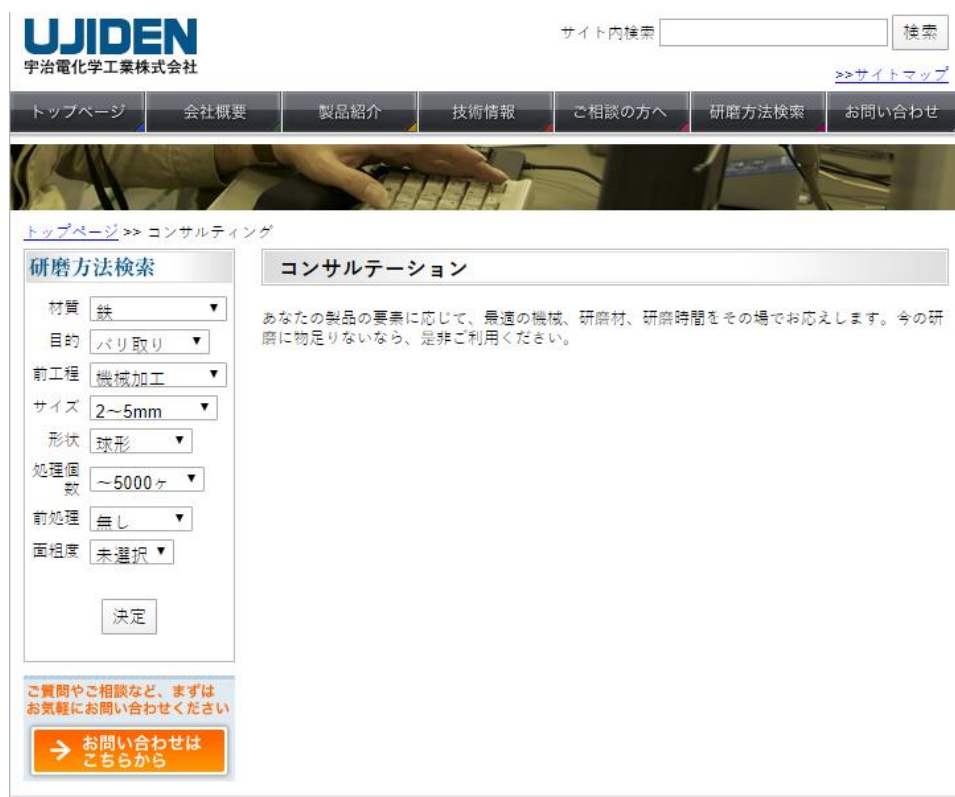 UJIDEN
宇治電化学工業株式会社
サイト内検索
検索
>>サイトマップ
トップページ 会社概要 製品紹介 技術情報 ご相談の方へ 研磨方法検索 お問い合わせ
トップページ >> コンサルティング
研磨方法検索
材質 鉄 ▼
目的 バリ取り ▼
前工程 機械加工 ▼
サイズ 2～5mm ▼
形状 球形 ▼
処理個
数 ～5000ヶ ▼
前処理 無し ▼
面粗度 未選択 ▼
決定
ご質問やご相談など、まずは
お気軽にお問い合わせください
→ お問い合わせは
こちらから
コンサルテーション
あなたの製品の要素に応じて、最適の機械、研磨材、研磨時間をその場でお応えします。今の研
磨に物足りないなら、是非ご利用ください。